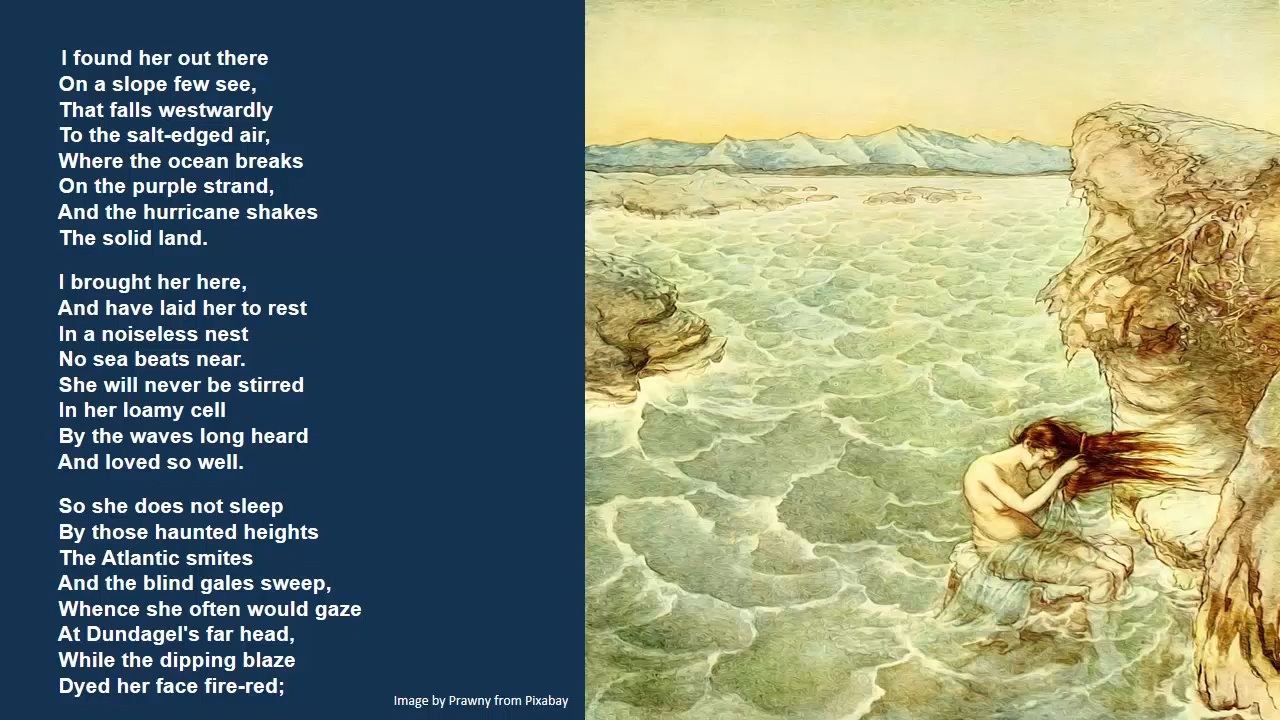 I found her out there
On a slope few see,
That falls westwardly
To the salt-edged air,
Where the ocean breaks
On the purple strand,
And the hurricane shakes
The solid land.
I brought her here,
And have laid her to rest
In a noiseless nest
No sea beats near.
She will never be stirred
In her loamy cell
By the waves long heard
And loved so well.
So she does not sleep
By those haunted heights
The Atlantic smites
And the blind gales sweep,
Whence she often would gaze
At Dundagel's far head,
While the dipping blaze
Dyed her face fire-red;
Image by Prawny from Pixabay